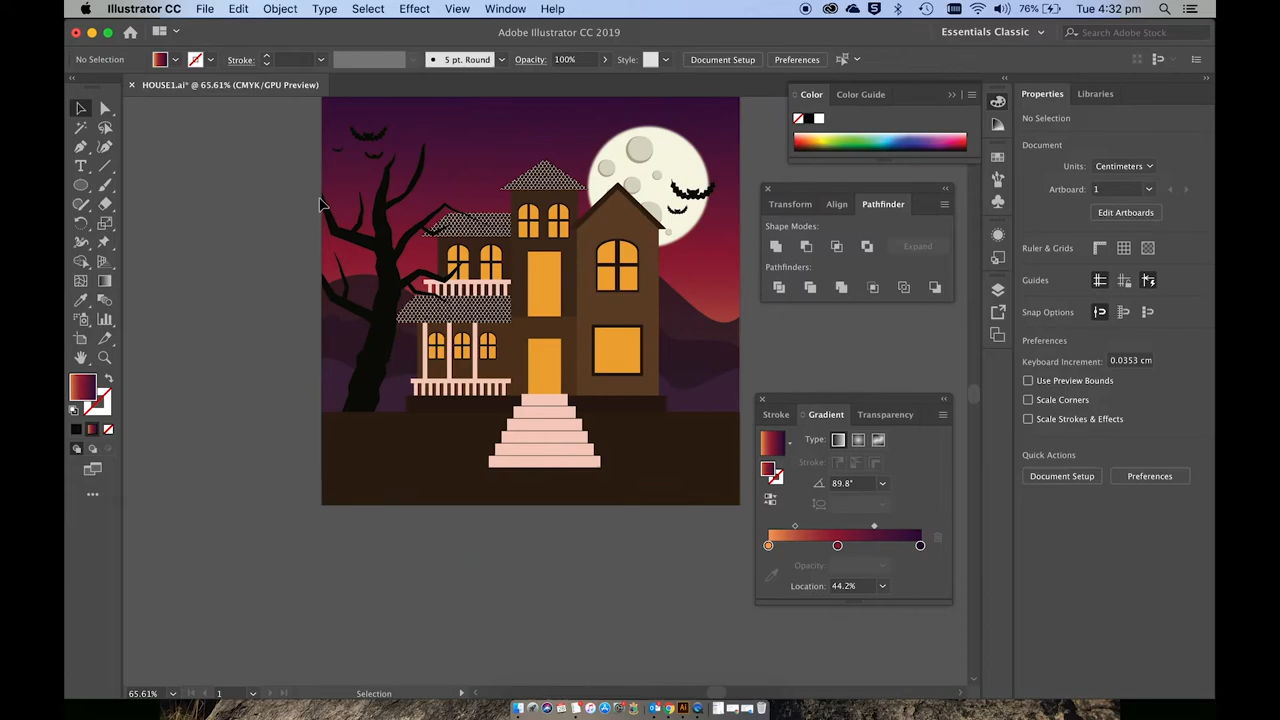 Illustrator CC File Edit Object Type Select Effect View Window Help 76% Tue 4:32 pm
Adobe Illustrator CC 2019 Essentials Classic Search Adobe Stock
No Selection Stroke: 5 pt. Round Opacity: 100% Style: Document Setup Preferences
HOUSE1.ai* @ 65.61% (CMYK/GPU Preview)
Color Color Guide
Properties Libraries
No Selection
Document
Units: Centimeters
Artboard: 1
Edit Artboards
Transform Align Pathfinder
Shape Modes:
Expand
Pathfinders:
Ruler & Grids
Guides
Snap Options
Preferences
Keyboard Increment: 0.0353 cm
Use Preview Bounds
Scale Corners
Scale Strokes & Effects
Quick Actions
Document Setup Preferences
Stroke Gradient Transparency
Type:
Stroke:
89.8°
Opacity:
Location: 44.2%
65.61% 1 Selection